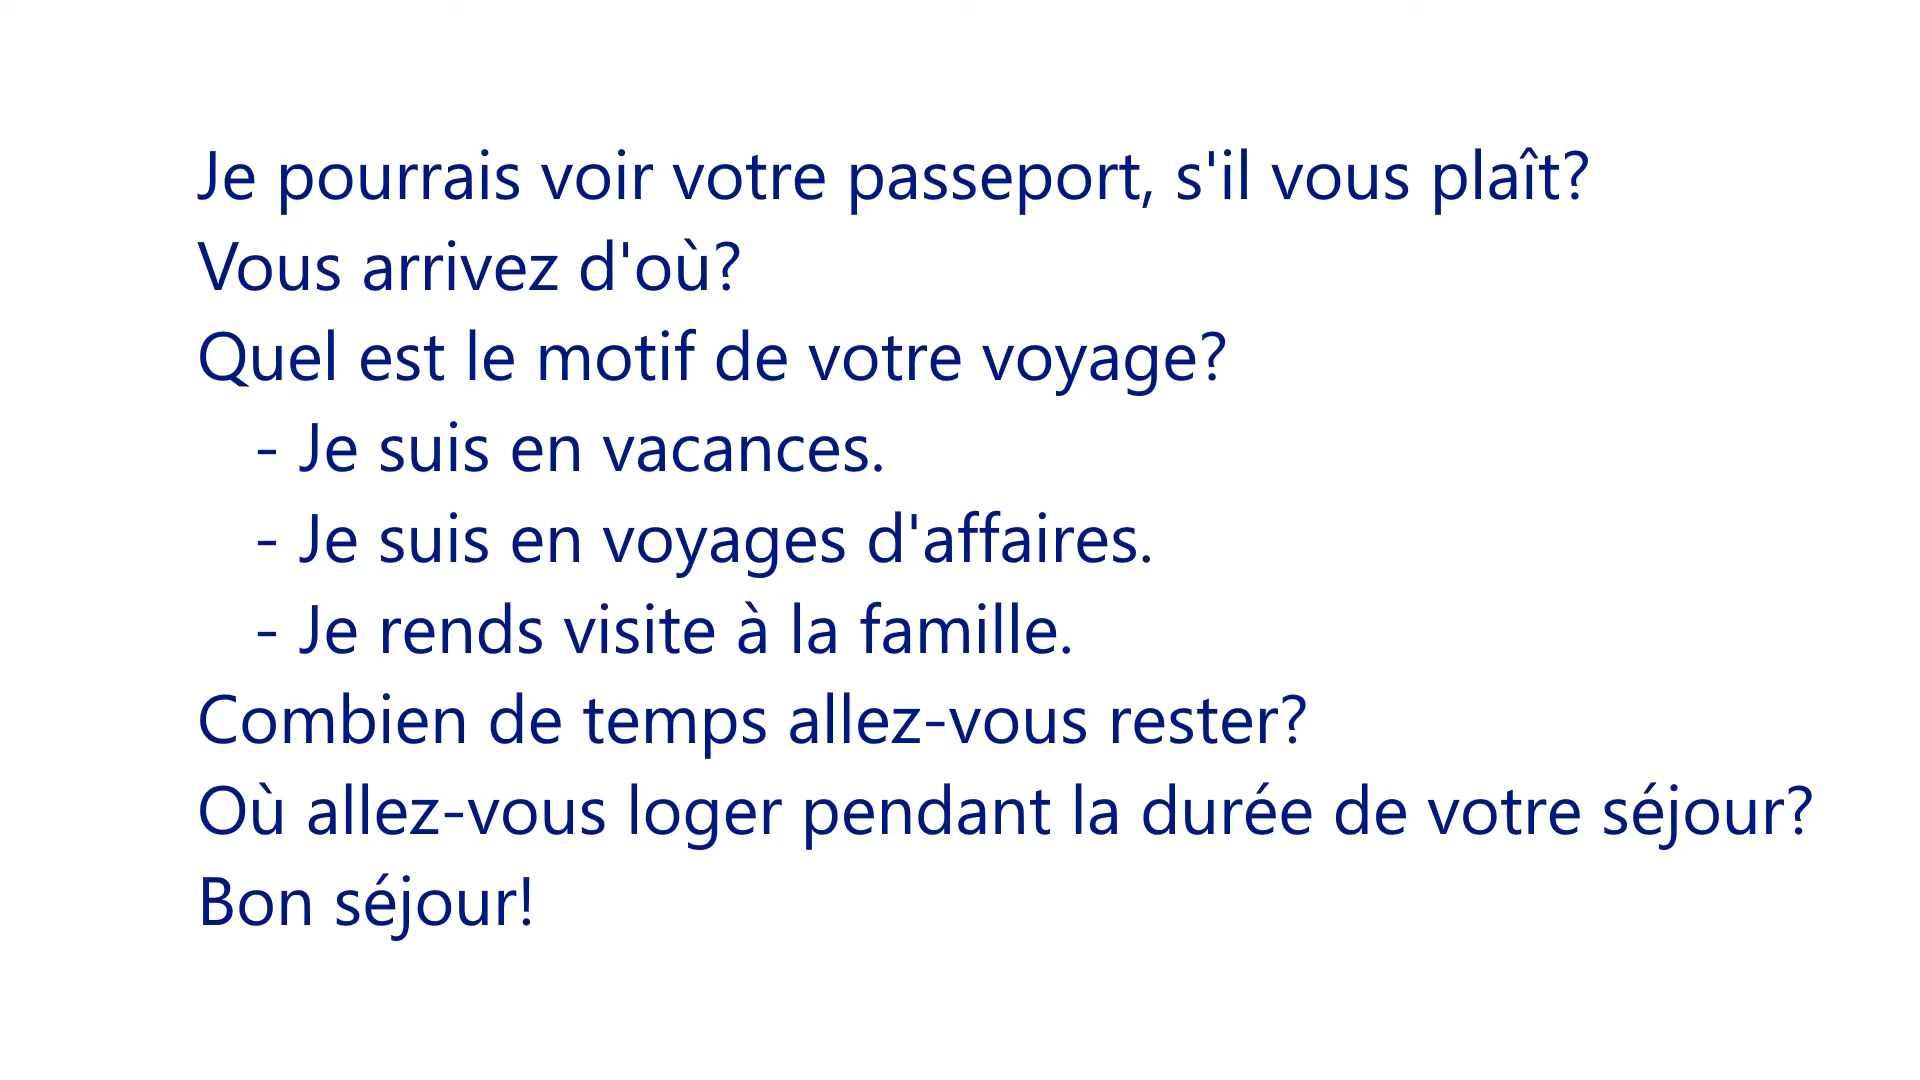 Je pourrais voir votre passeport, s'il vous plaît?
Vous arrivez d'où?
Quel est le motif de votre voyage?
- Je suis en vacances.
- Je suis en voyages d'affaires.
- Je rends visite à la famille.
Combien de temps allez-vous rester?
Où allez-vous loger pendant la durée de votre séjour?
Bon séjour!